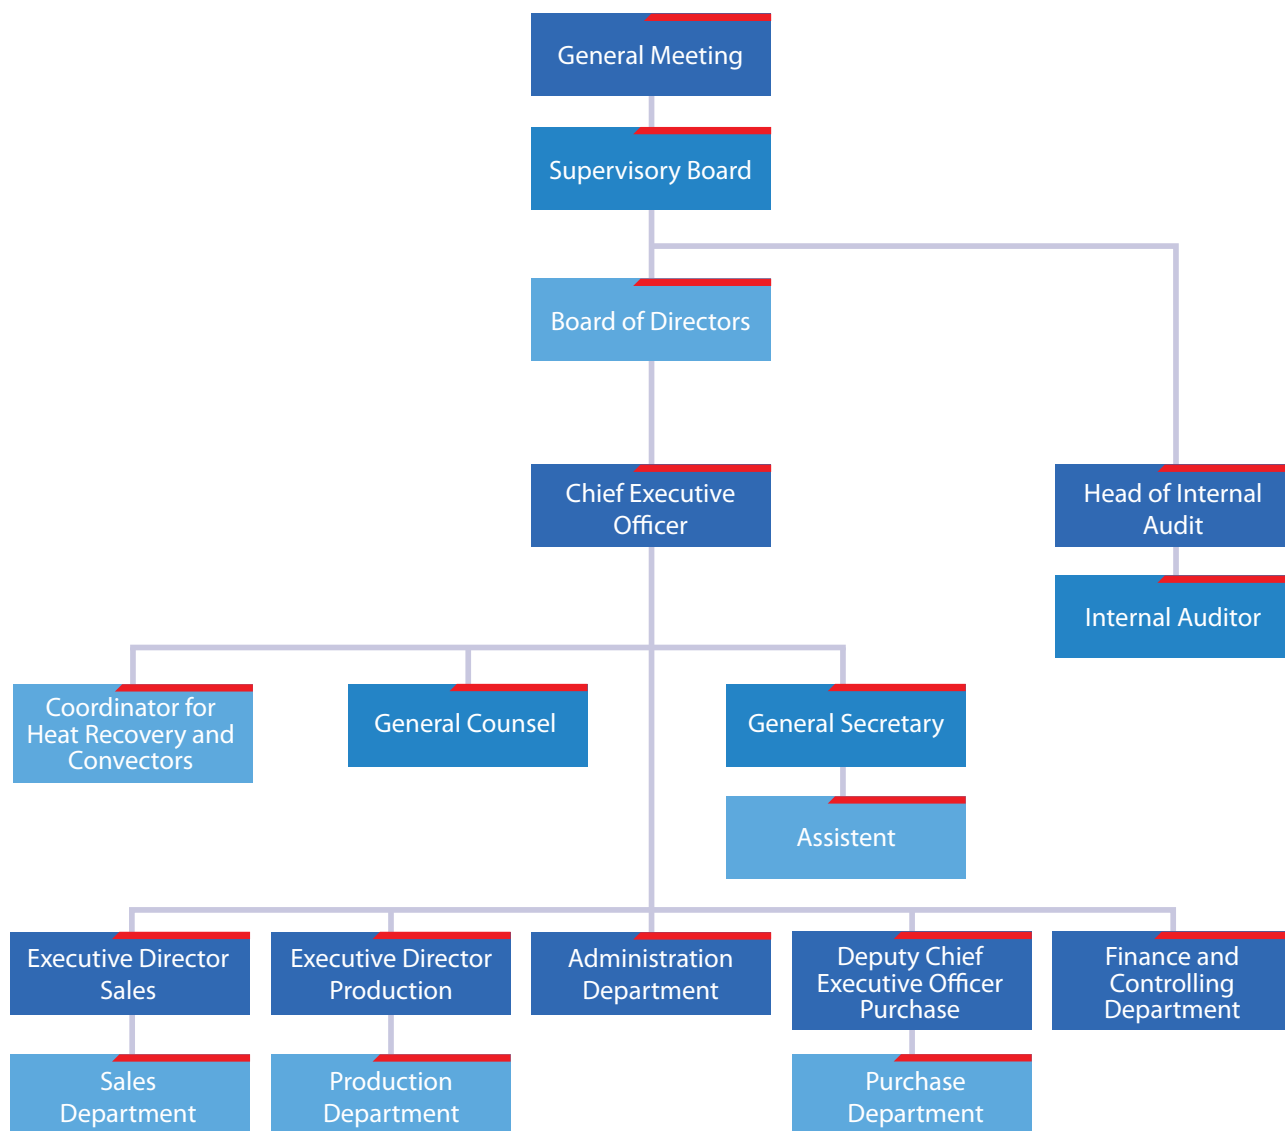 General Meeting
Supervisory Board
Board of Directors
Chief Executive
Officer
Head of Internal
Audit
Internal Auditor
Coordinator for
Heat Recovery and
Convectors
General Counsel
General Secretary
Assistent
Executive Director
Sales
Executive Director
Production
Administration
Department
Deputy Chief
Executive Officer
Purchase
Finance and
Controlling
Department
Sales
Department
Production
Department
Purchase
Department